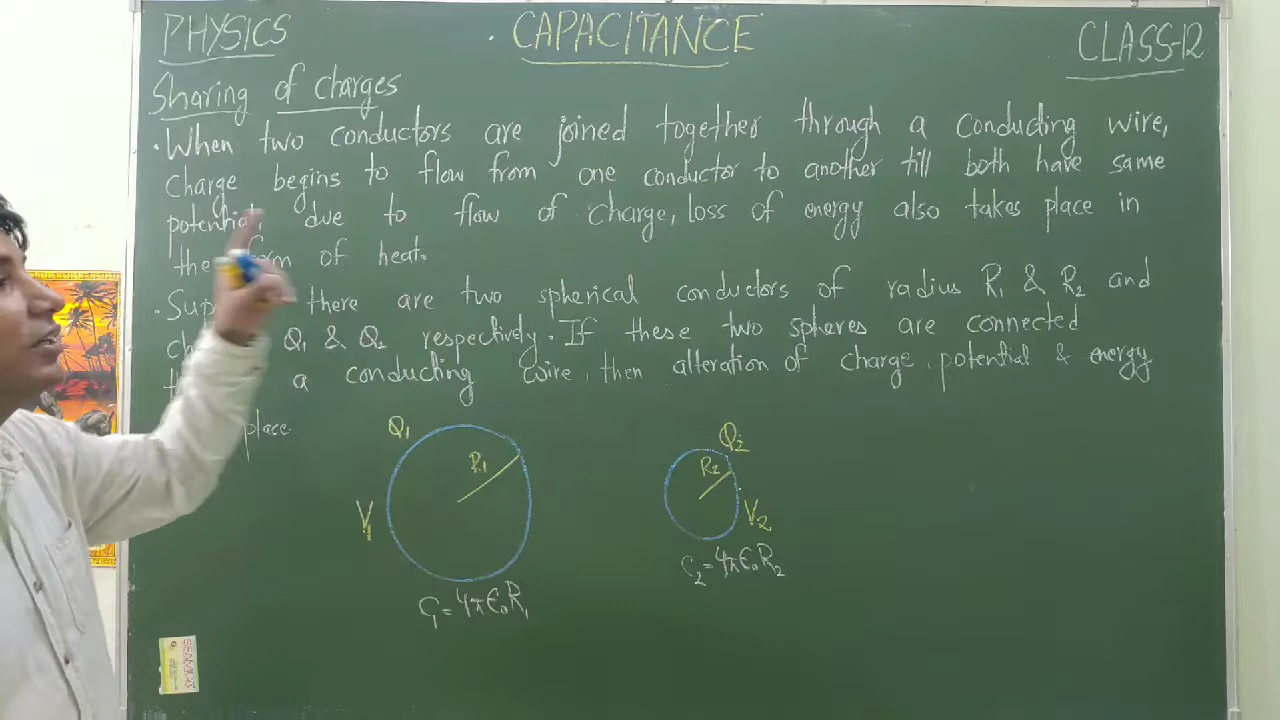 PHYSICS
CAPACITANCE
CLASS-12
Sharing of charges
• When two conductors are joined together through a conducting wire,
charge begins to flow from one conductor to another till both have same
potential, due to flow of charge, loss of energy also takes place in
the form of heat.
• there are two spherical conductors of radius R₁ & R₂ and
Q₁ & Q₂ respectively. If these two spheres are connected
a conducting wire, then alteration of charge, potential & energy
place.
Q₁
R₁
V₁
C₁ = 4πε₀R₁
Q₂
R₂
V₂
C₂ = 4πε₀R₂